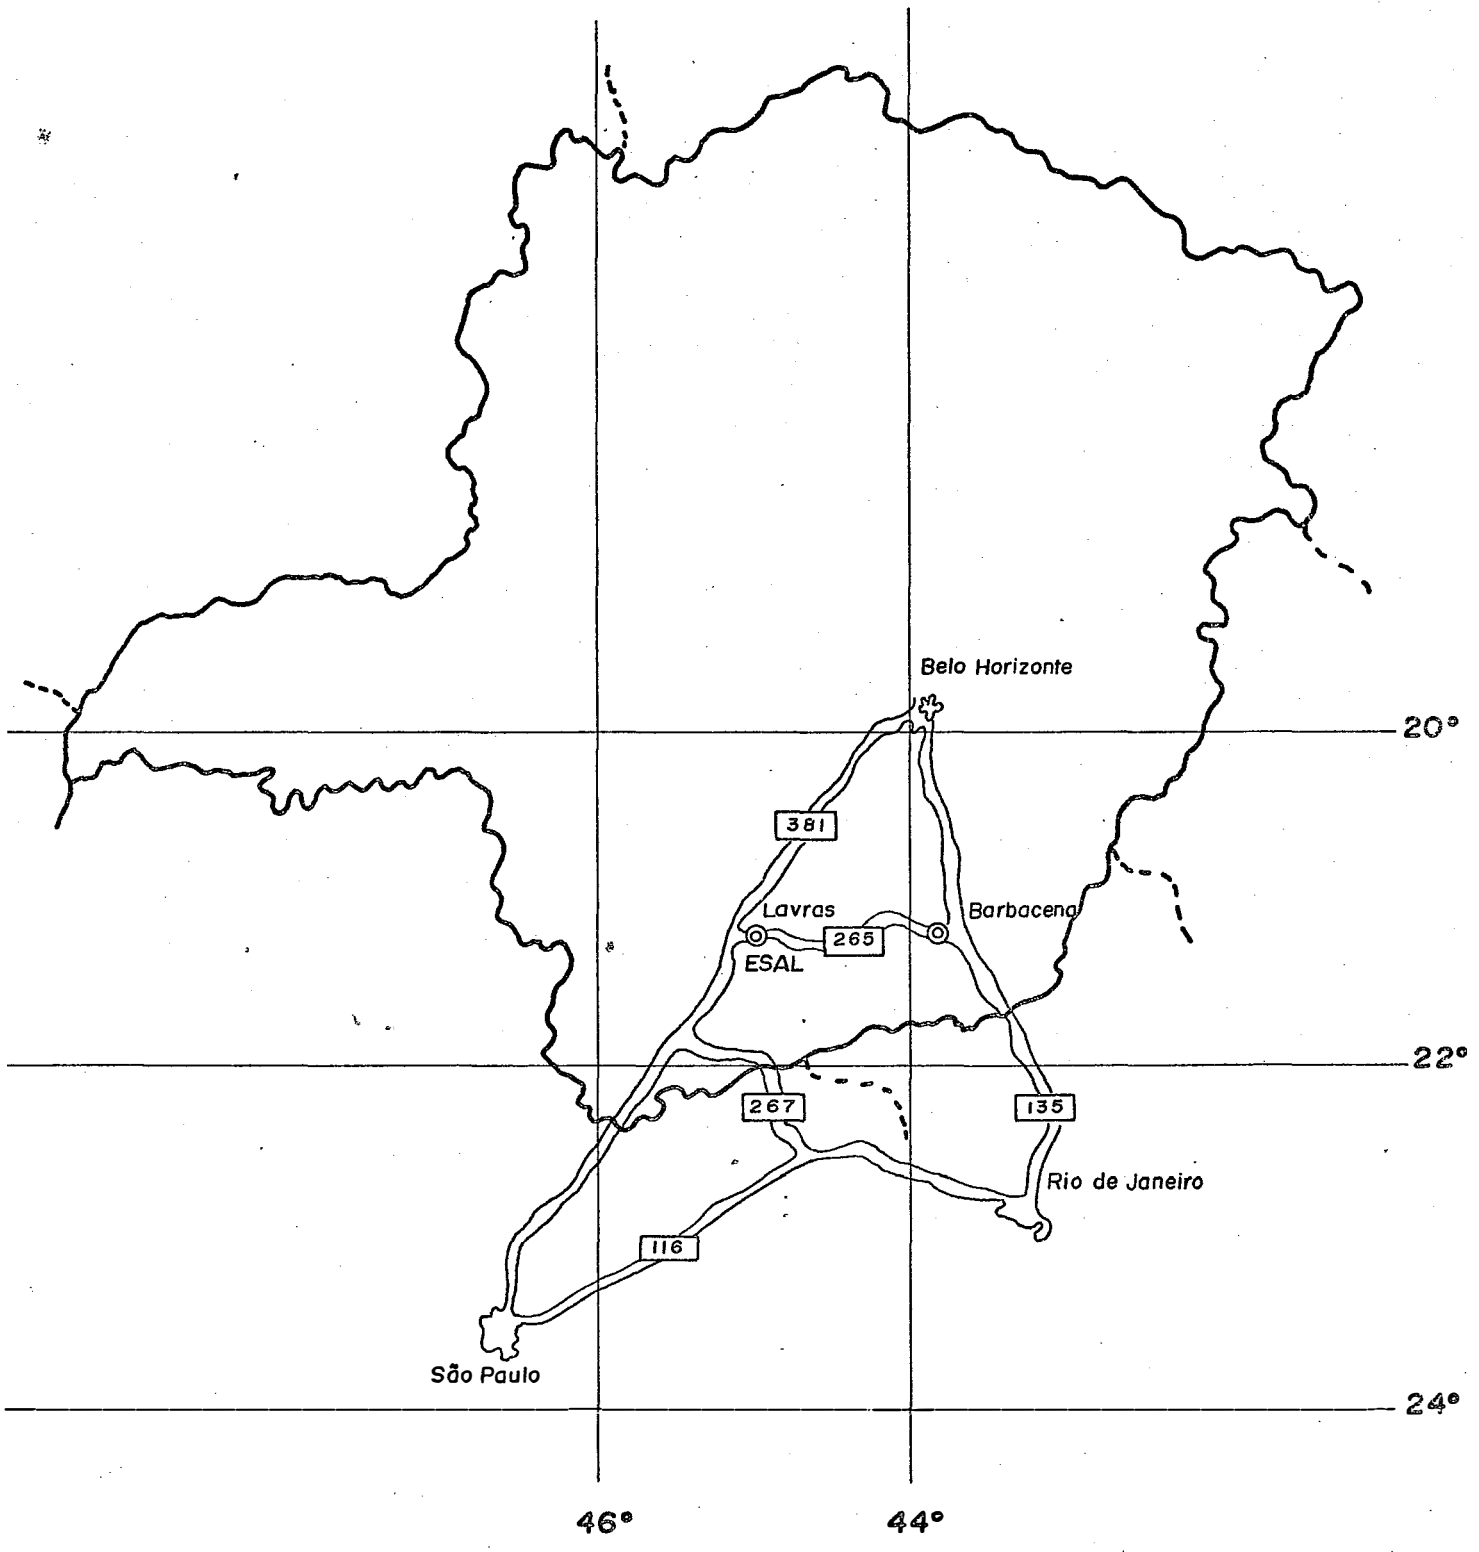 Belo Horizonte
20°
381
Lavras
Barbacena
265
ESAL
22°
267
135
Rio de Janeiro
116
São Paulo
24°
46°
44°